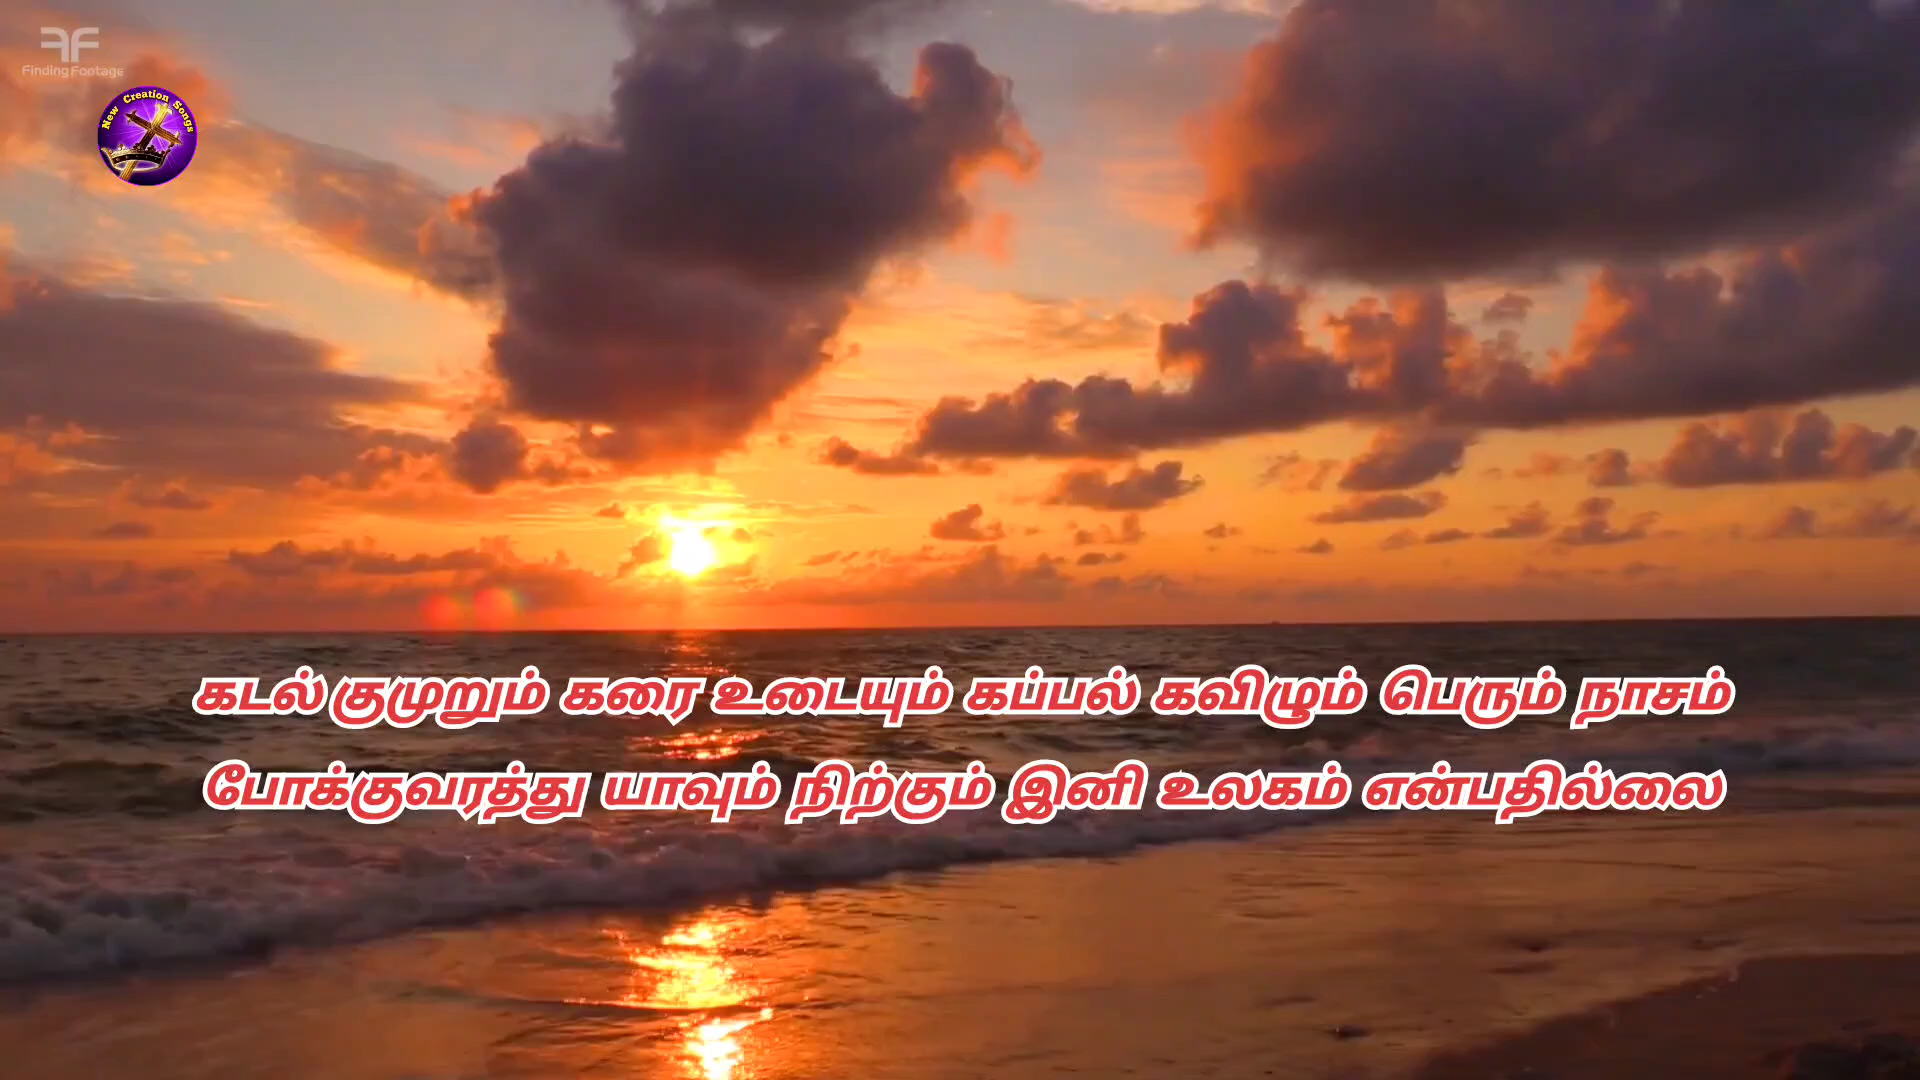 Finding Footage
New Creation Songs
கடல் குமுறும் கரை உடையும் கப்பல் கவிழும் பெரும் நாசம்
போக்குவரத்து யாவும் நிற்கும் இனி உலகம் என்பதில்லை